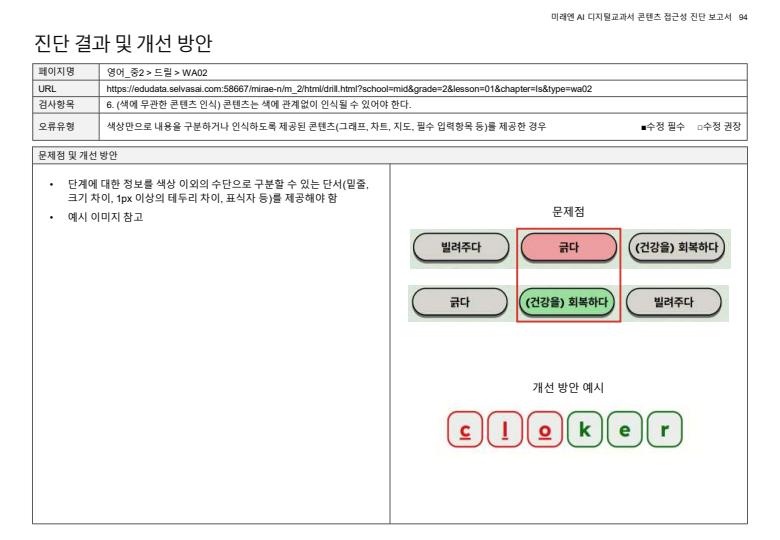 미래엔 AI 디지털교과서 콘텐츠 접근성 진단 보고서 94
진단 결과 및 개선 방안
페이지명 영어_중2 > 드릴 > WA02
URL https://edudata.selvasai.com:58667/mirae-n/m_2/html/drill.html?school=mid&grade=2&lesson=01&chapter=ls&type=wa02
검사항목 6. (색에 무관한 콘텐츠 인식) 콘텐츠는 색에 관계없이 인식될 수 있어야 한다.
오류유형 색상만으로 내용을 구분하거나 인식하도록 제공된 콘텐츠(그래프, 차트, 지도, 필수 입력항목 등)를 제공한 경우 ■수정 필수 □수정 권장
문제점 및 개선 방안
• 단계에 대한 정보를 색상 이외의 수단으로 구분할 수 있는 단서(밑줄,
크기 차이, 1px 이상의 테두리 차이, 표식자 등)를 제공해야 함
• 예시 이미지 참고
문제점
빌려주다 긁다 (건강을) 회복하다
긁다 (건강을) 회복하다 빌려주다
개선 방안 예시
c l o k e r